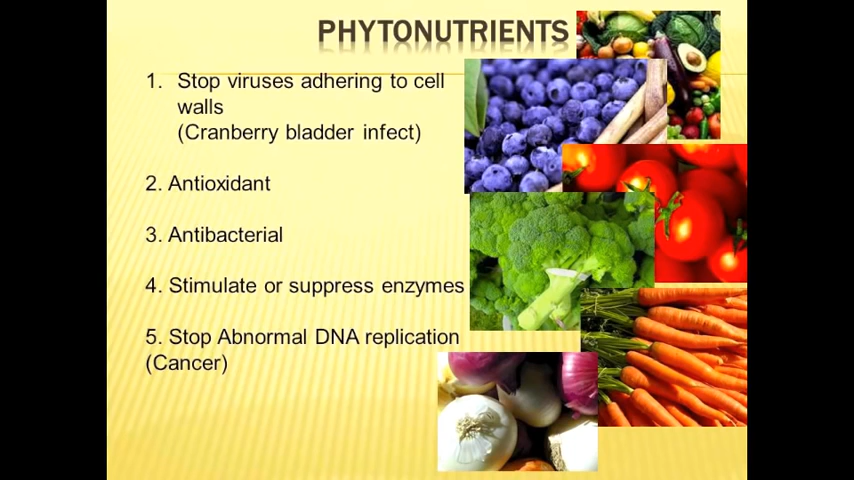 PHYTONUTRIENTS
1. Stop viruses adhering to cell
walls
(Cranberry bladder infect)
2. Antioxidant
3. Antibacterial
4. Stimulate or suppress enzymes
5. Stop Abnormal DNA replication
(Cancer)